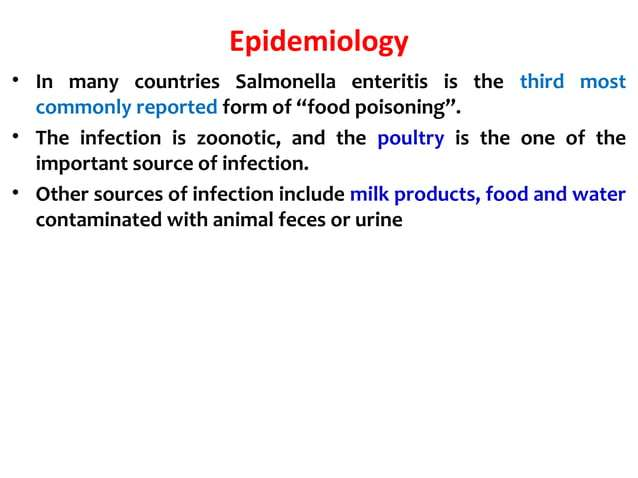 Epidemiology
• In many countries Salmonella enteritis is the third most
commonly reported form of “food poisoning”.
• The infection is zoonotic, and the poultry is the one of the
important source of infection.
• Other sources of infection include milk products, food and water
contaminated with animal feces or urine